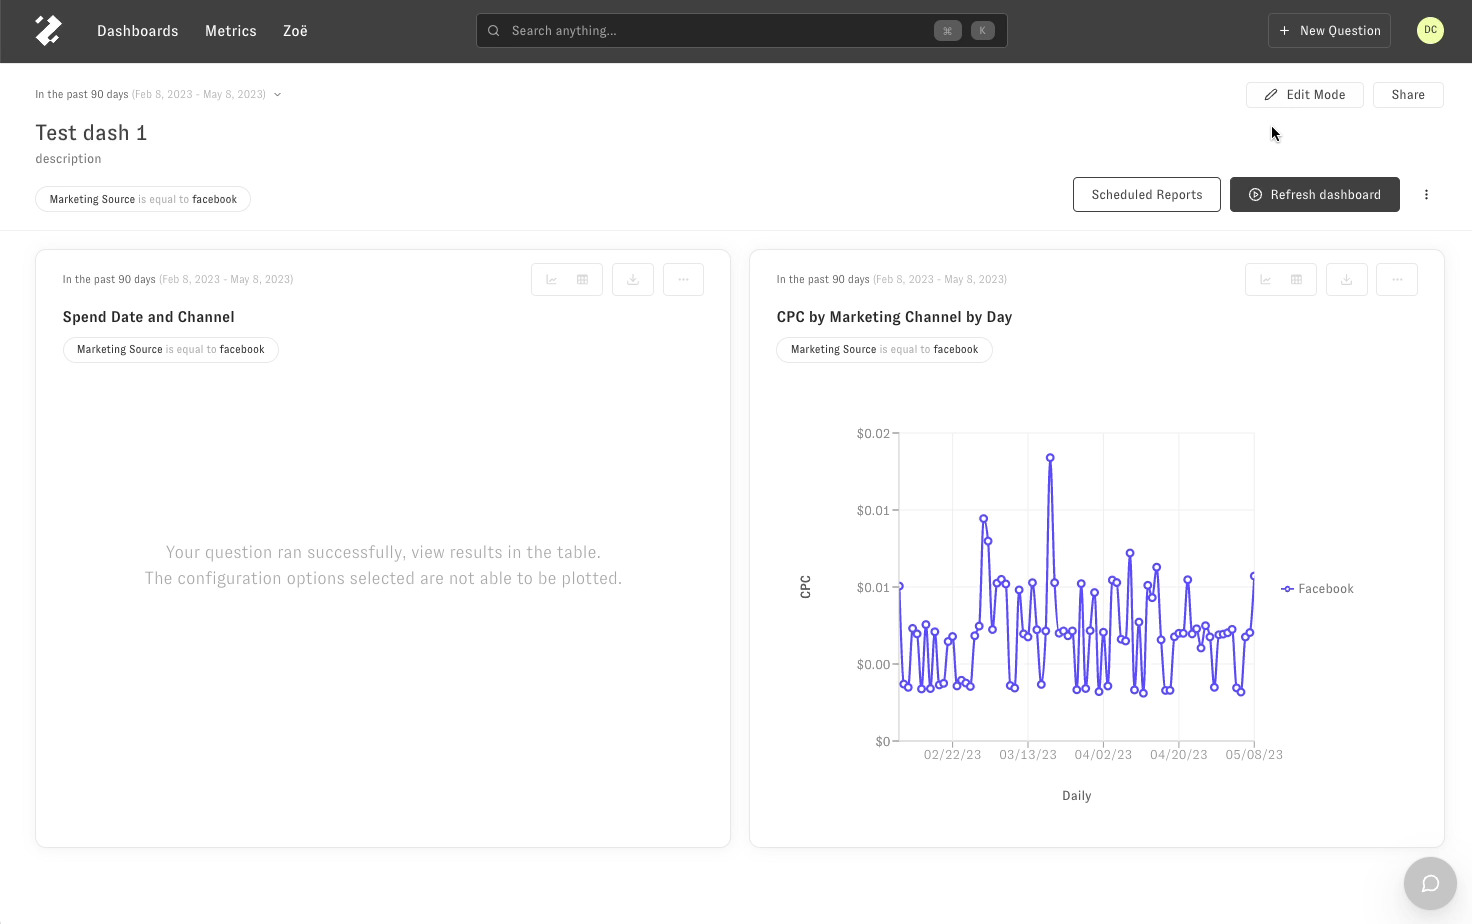 Dashboards Metrics Zoë
Search anything... ⌘ K
New Question
DC
In the past 90 days (Feb 8, 2023 - May 8, 2023)
Edit Mode
Share
Test dash 1
description
Marketing Source is equal to facebook
Scheduled Reports
Refresh dashboard
In the past 90 days (Feb 8, 2023 - May 8, 2023)
Spend Date and Channel
Marketing Source is equal to facebook
Your question ran successfully, view results in the table.
The configuration options selected are not able to be plotted.
In the past 90 days (Feb 8, 2023 - May 8, 2023)
CPC by Marketing Channel by Day
Marketing Source is equal to facebook
$0.02
$0.01
$0.01
$0.00
$0
CPC
02/22/23 03/13/23 04/02/23 04/20/23 05/08/23
Daily
Facebook